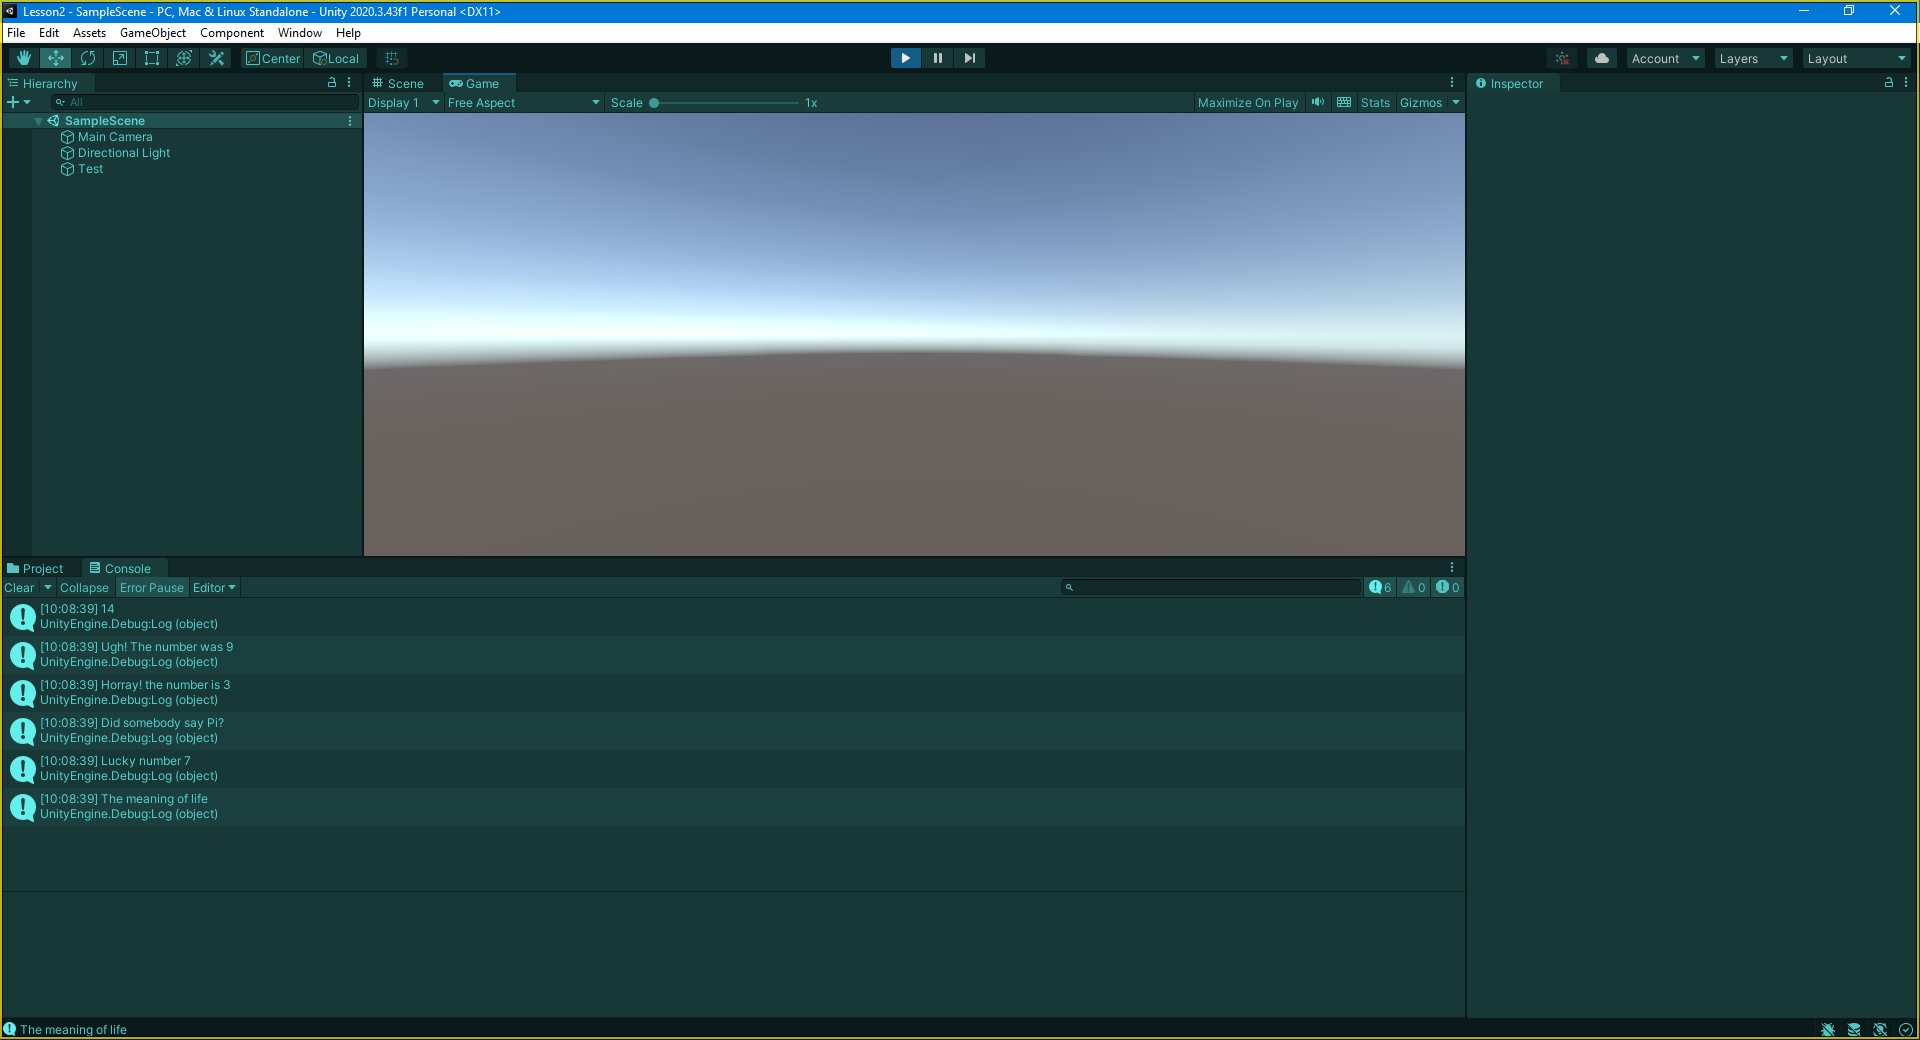 Lesson2 - SampleScene - PC, Mac & Linux Standalone - Unity 2020.3.43f1 Personal <DX11>
File Edit Assets GameObject Component Window Help
Center Local Account Layers Layout
Hierarchy
All
SampleScene
Main Camera
Directional Light
Test
Scene Game
Display 1 Free Aspect Scale 1x Maximize On Play Stats Gizmos
Inspector
Project Console
Clear Collapse Error Pause Editor 6 0 0
[10:08:39] 14
UnityEngine.Debug:Log (object)
[10:08:39] Ugh! The number was 9
UnityEngine.Debug:Log (object)
[10:08:39] Horray! the number is 3
UnityEngine.Debug:Log (object)
[10:08:39] Did somebody say Pi?
UnityEngine.Debug:Log (object)
[10:08:39] Lucky number 7
UnityEngine.Debug:Log (object)
[10:08:39] The meaning of life
UnityEngine.Debug:Log (object)
The meaning of life